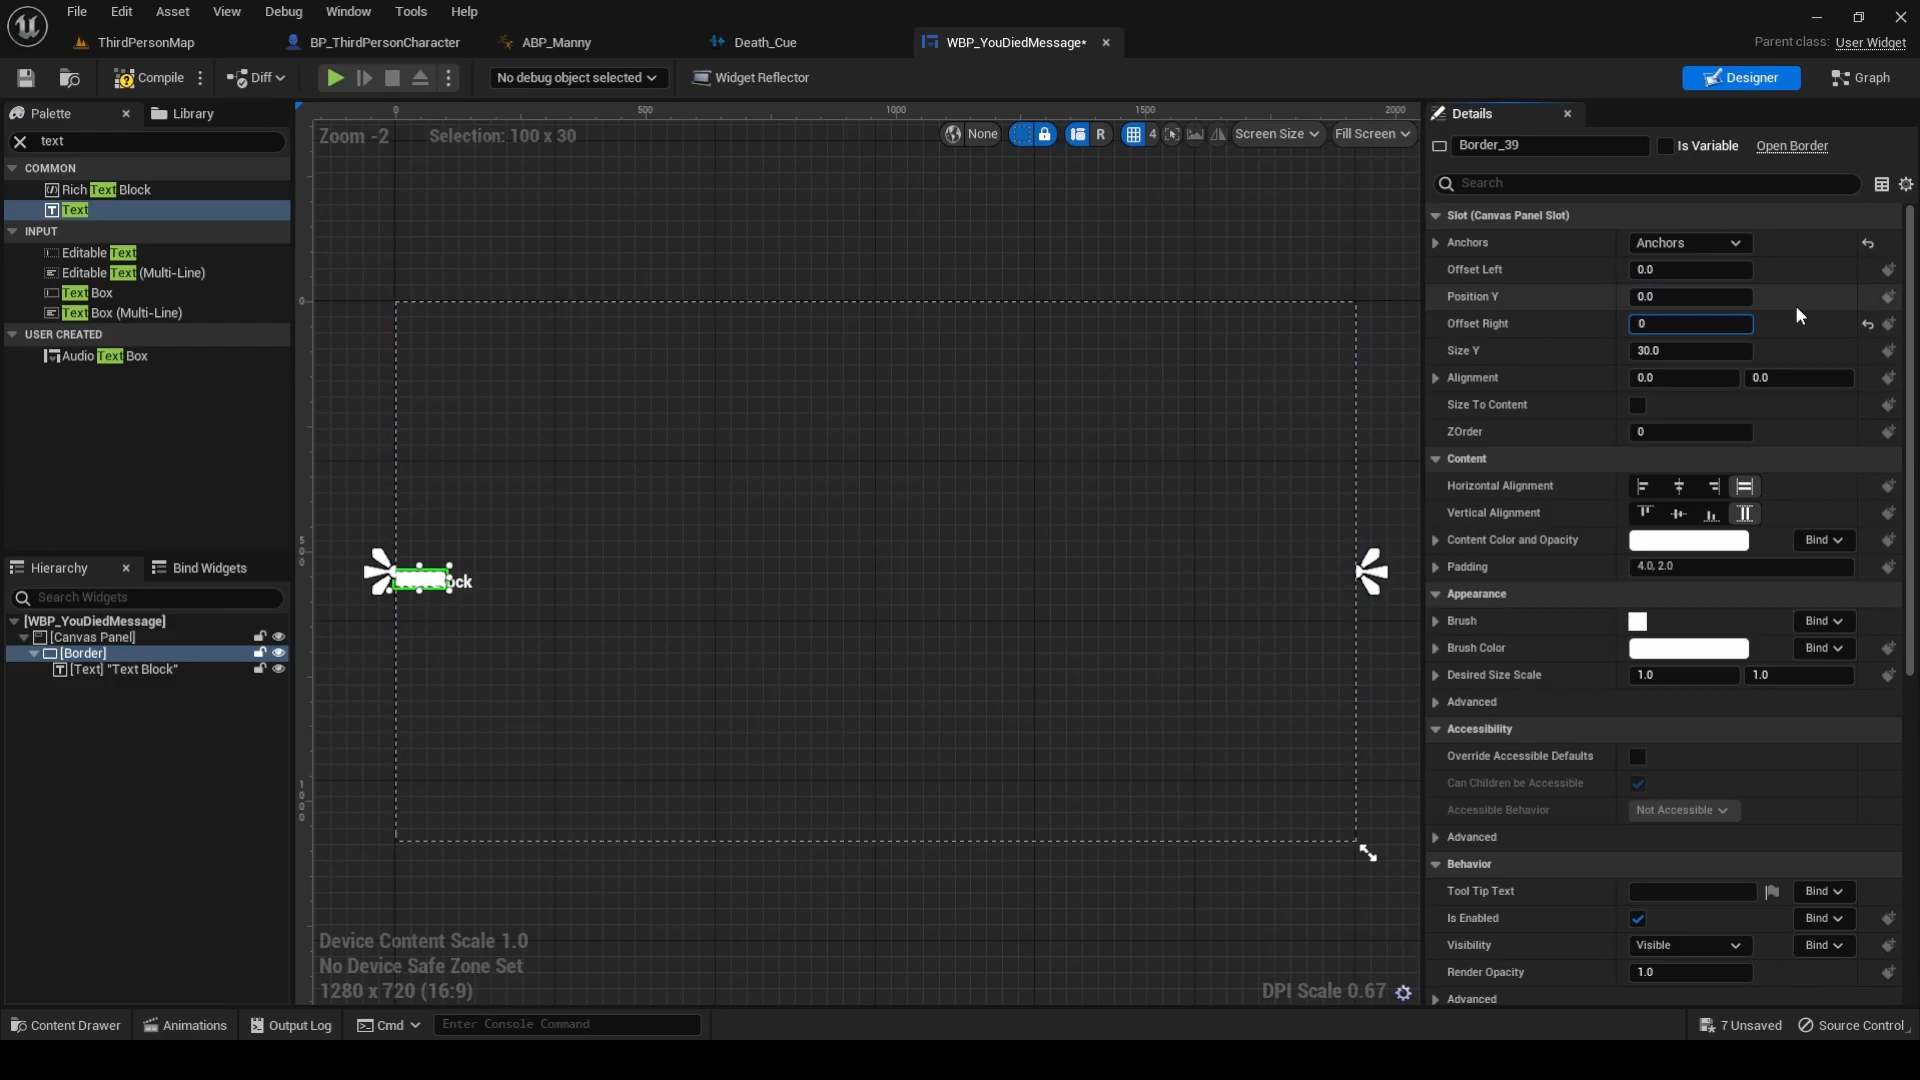 File Edit Asset View Debug Window Tools Help
ThirdPersonMap BP_ThirdPersonCharacter ABP_Manny Death_Cue WBP_YouDiedMessage*
Parent class: User Widget
Compile Diff No debug object selected Widget Reflector Designer Graph
Palette Library
text
COMMON
Rich Text Block
Text
INPUT
Editable Text
Editable Text (Multi-Line)
Text Box
Text Box (Multi-Line)
USER CREATED
Audio Text Box
Hierarchy Bind Widgets
Search Widgets
[WBP_YouDiedMessage]
[Canvas Panel]
[Border]
[Text] "Text Block"
0 500 1000 1500 2000
Zoom -2 Selection: 100 x 30
None R 4 Screen Size Fill Screen
0
5
0
0
1
0
0
0
ock
Device Content Scale 1.0
No Device Safe Zone Set
1280 x 720 (16:9)
DPI Scale 0.67
Details
Border_39 Is Variable Open Border
Search
Slot (Canvas Panel Slot)
Anchors Anchors
Offset Left 0.0
Position Y 0.0
Offset Right 0
Size Y 30.0
Alignment 0.0 0.0
Size To Content
ZOrder 0
Content
Horizontal Alignment
Vertical Alignment
Content Color and Opacity Bind
Padding 4.0, 2.0
Appearance
Brush Bind
Brush Color Bind
Desired Size Scale 1.0 1.0
Advanced
Accessibility
Override Accessible Defaults
Can Children be Accessible
Accessible Behavior Not Accessible
Advanced
Behavior
Tool Tip Text Bind
Is Enabled Bind
Visibility Visible Bind
Render Opacity 1.0
Advanced
Content Drawer Animations Output Log Cmd Enter Console Command
7 Unsaved Source Control